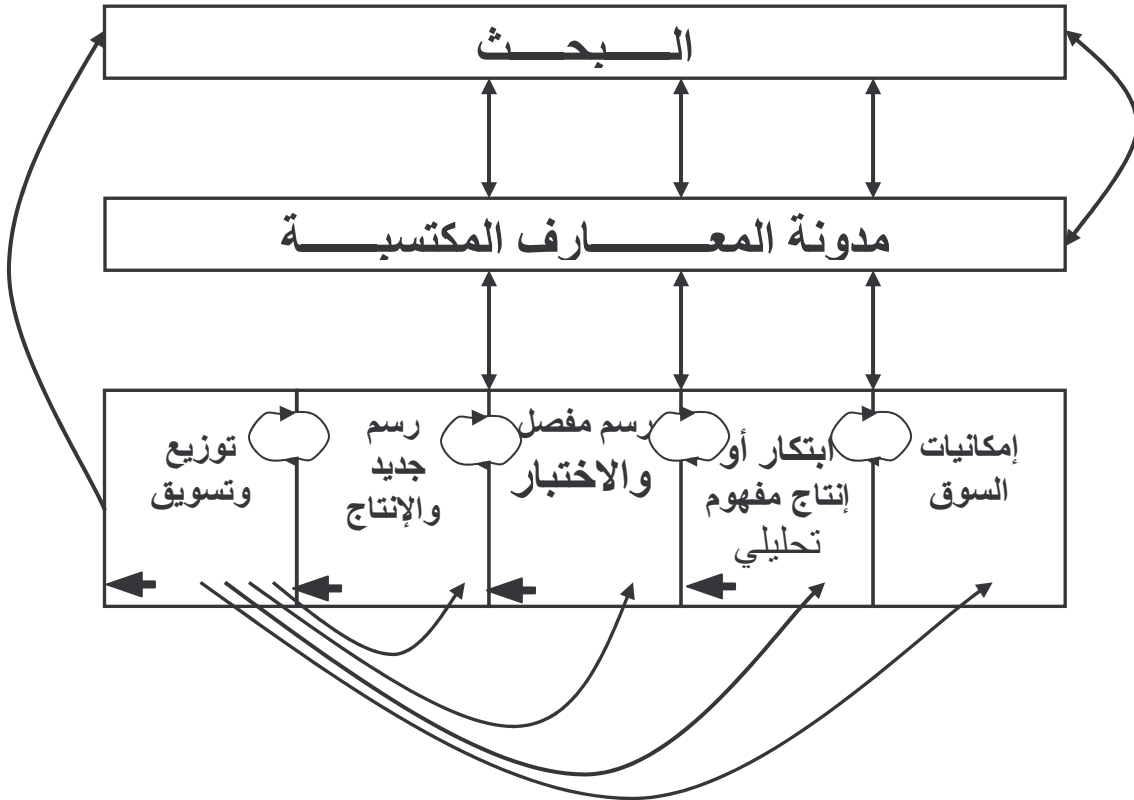 البحث
مدونة المعارف المكتسبة
إمكانيات
السوق
ابتكار أو
إنتاج مفهوم
تحليلي
رسم مفصل
والاختبار
رسم
جديد
والإنتاج
توزيع
وتسويق